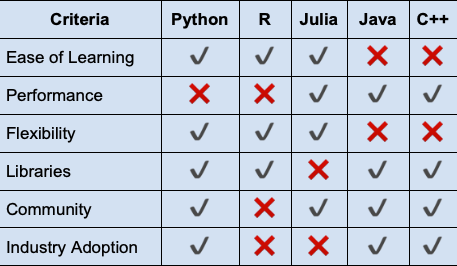 Criteria Python R Julia Java C++
Ease of Learning ✓ ✓ ✓ ✗ ✗
Performance ✗ ✗ ✓ ✓ ✓
Flexibility ✓ ✓ ✓ ✗ ✗
Libraries ✓ ✓ ✗ ✓ ✓
Community ✓ ✗ ✓ ✓ ✓
Industry Adoption ✓ ✗ ✗ ✓ ✓